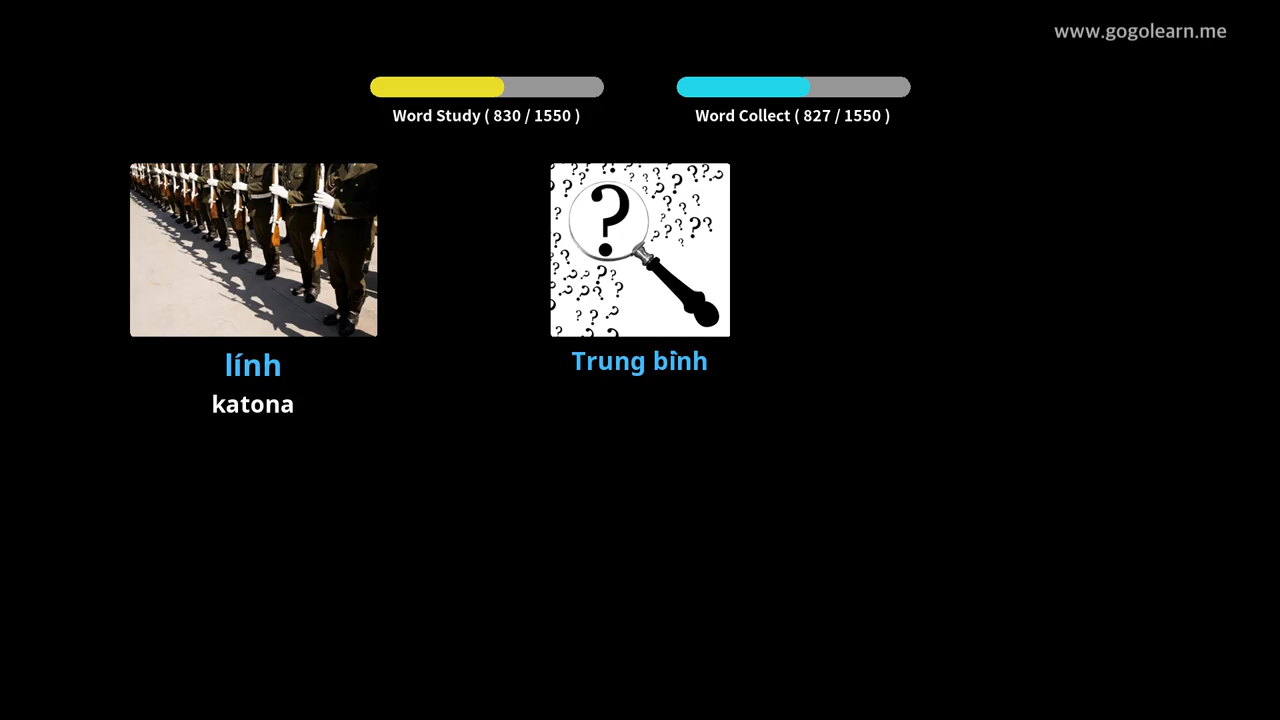 www.gogolearn.me
Word Study ( 830 / 1550 )
Word Collect ( 827 / 1550 )
lính
katona
Trung bình